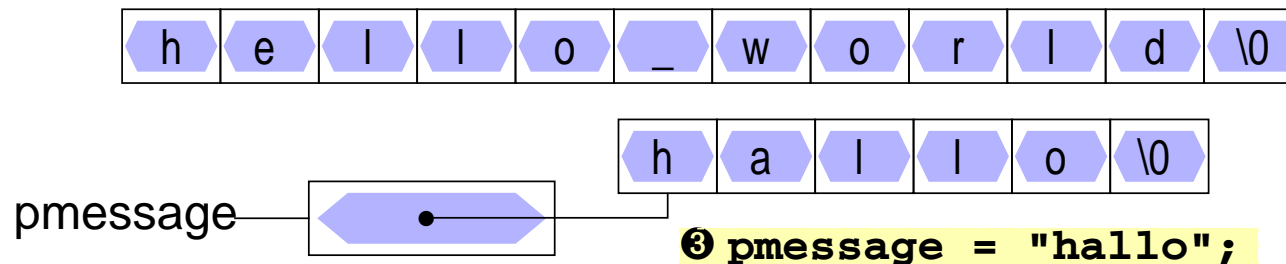 h e l l o _ w o r l d \0
h a l l o \0
pmessage
❸ pmessage = "hallo";